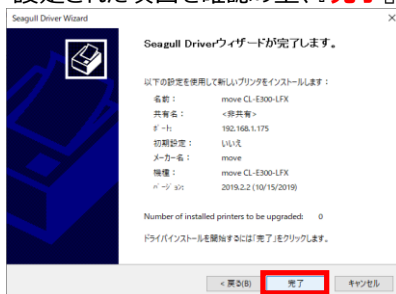 設定された項目を確認の上、『完了』
Seagull Driver Wizard
Seagull Driverウィザードが完了します。
以下の設定を使用して新しいプリンタをインストールします：
名前： move CL-E300-LFX
共有名： <非共有>
ポート： 192.168.1.175
初期設定： いいえ
メーカー名： move
機種： move CL-E300-LFX
バージョン： 2019.2.2 (10/15/2019)
Number of installed printers to be upgraded: 0
ドライバインストールを開始するには「完了」をクリックします。
< 戻る(B) 完了 キャンセル